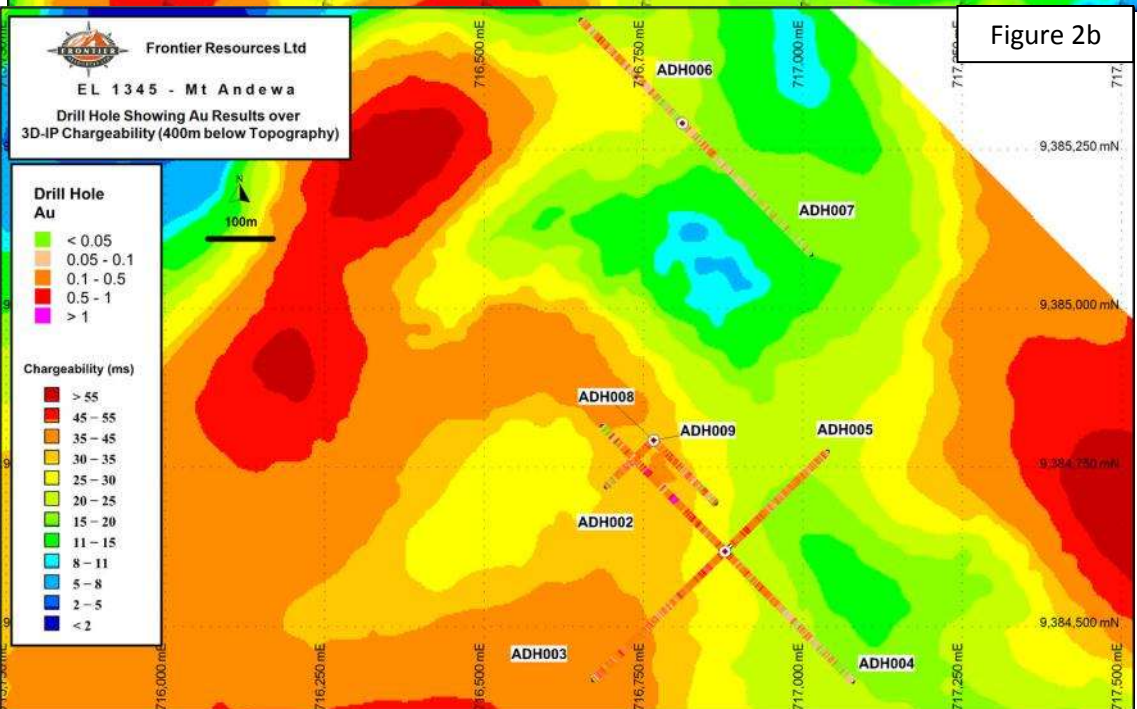 Figure 2b
FRONTIER
Frontier Resources Ltd
EL 1345 - Mt Andewa
Drill Hole Showing Au Results over
3D-IP Chargeability (400m below Topography)
716,500 mE
716,750 mE
717,000 mE
ADH006
9,385,250 mN
Drill Hole
Au
< 0.05
0.05 - 0.1
0.1 - 0.5
0.5 - 1
> 1
N
100m
ADH007
9,385,000 mN
Chargeability (ms)
> 55
45 – 55
35 – 45
30 – 35
25 – 30
20 – 25
15 – 20
11 – 15
8 – 11
5 – 8
2 – 5
< 2
ADH008
ADH009
ADH005
9,384,750 mN
ADH002
9,384,500 mN
ADH003
ADH004
716,000 mE
716,250 mE
716,500 mE
716,750 mE
717,000 mE
717,250 mE
717,500 mE